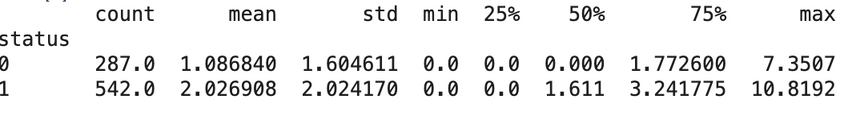 count mean std min 25% 50% 75% max
status
0 287.0 1.086840 1.604611 0.0 0.0 0.000 1.772600 7.3507
1 542.0 2.026908 2.024170 0.0 0.0 1.611 3.241775 10.8192